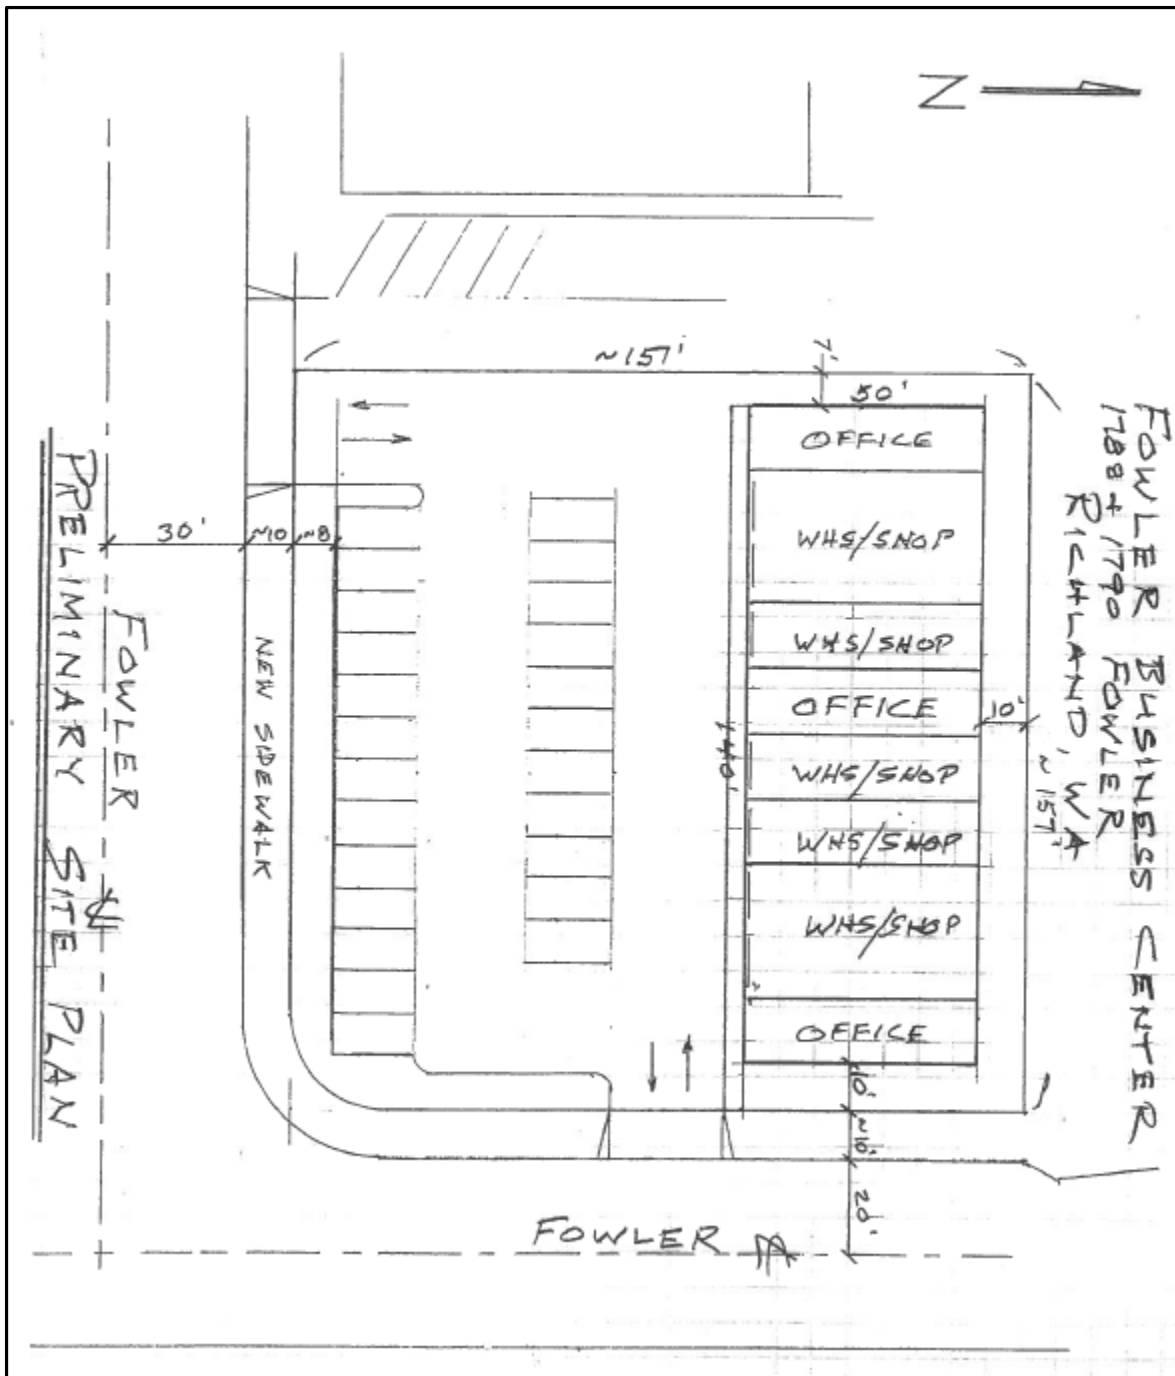 N
FOWLER BUSINESS CENTER
1788 & 1790 FOWLER
RICHLAND, WA
~157'
7'
50'
OFFICE
WHS/SHOP
WHS/SHOP
OFFICE
10'
~157'
140'
WHS/SHOP
WHS/SHOP
WHS/SHOP
OFFICE
10'
~10'
20'
30'
~10
~8
NEW SIDEWALK
FOWLER
FOWLER
PRELIMINARY SITE PLAN